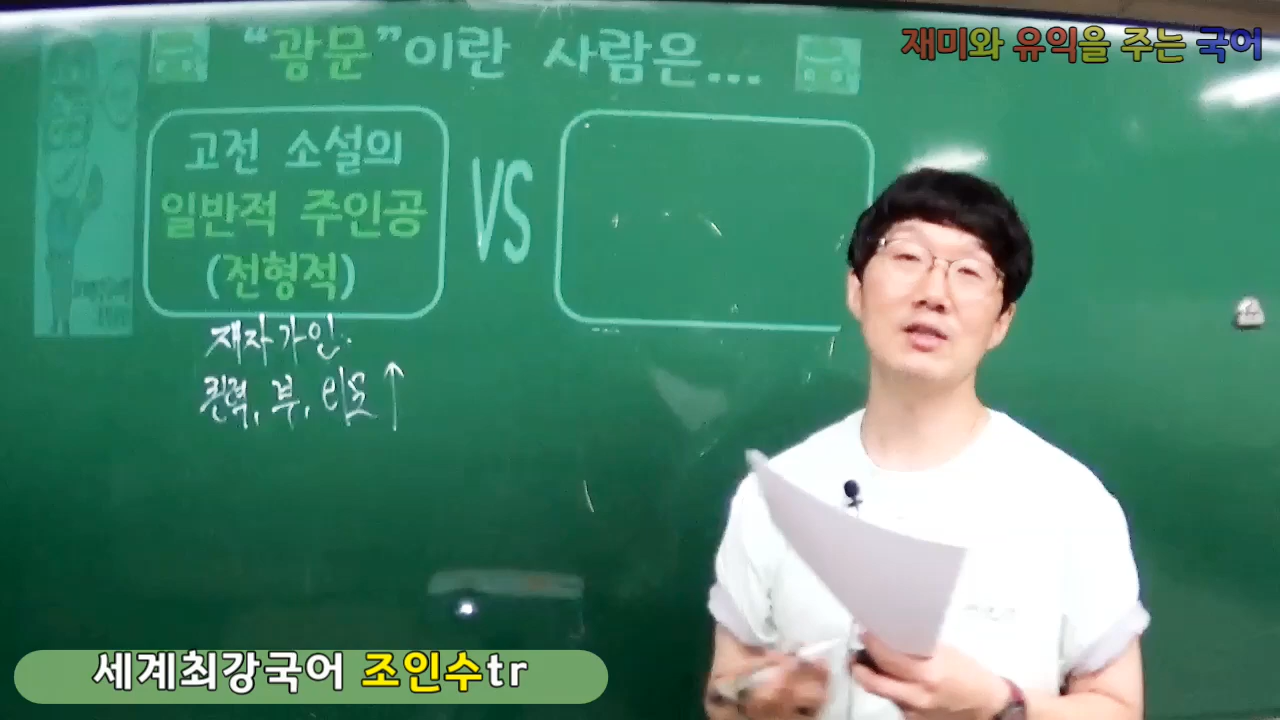 "광문"이란 사람은...
재미와 유익을 주는 국어
고전 소설의
일반적 주인공
(전형적)
VS
재자가인.
권력, 부, 미모↑
세계최강국어 조인수tr